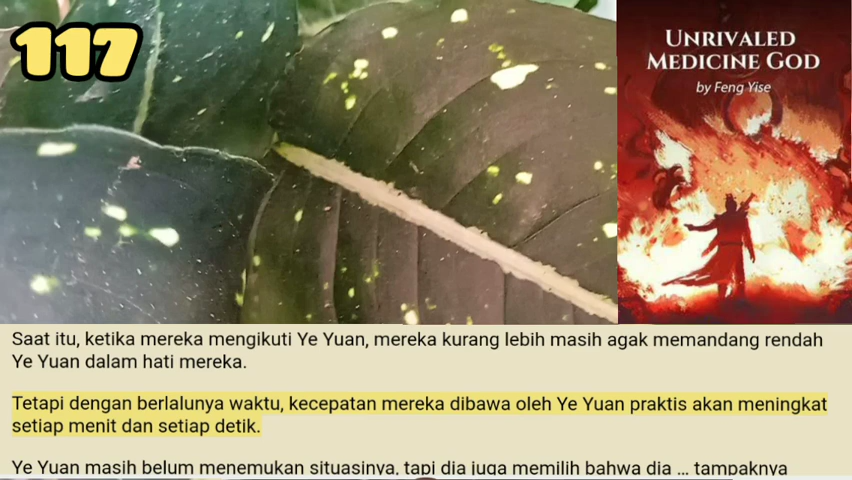 117
UNRIVALED
MEDICINE GOD
by Feng Yise
Saat itu, ketika mereka mengikuti Ye Yuan, mereka kurang lebih masih agak memandang rendah
Ye Yuan dalam hati mereka.
Tetapi dengan berlalunya waktu, kecepatan mereka dibawa oleh Ye Yuan praktis akan meningkat
setiap menit dan setiap detik.
Ye Yuan masih belum menemukan situasinya, tapi dia juga memilih bahwa dia ... tampaknya